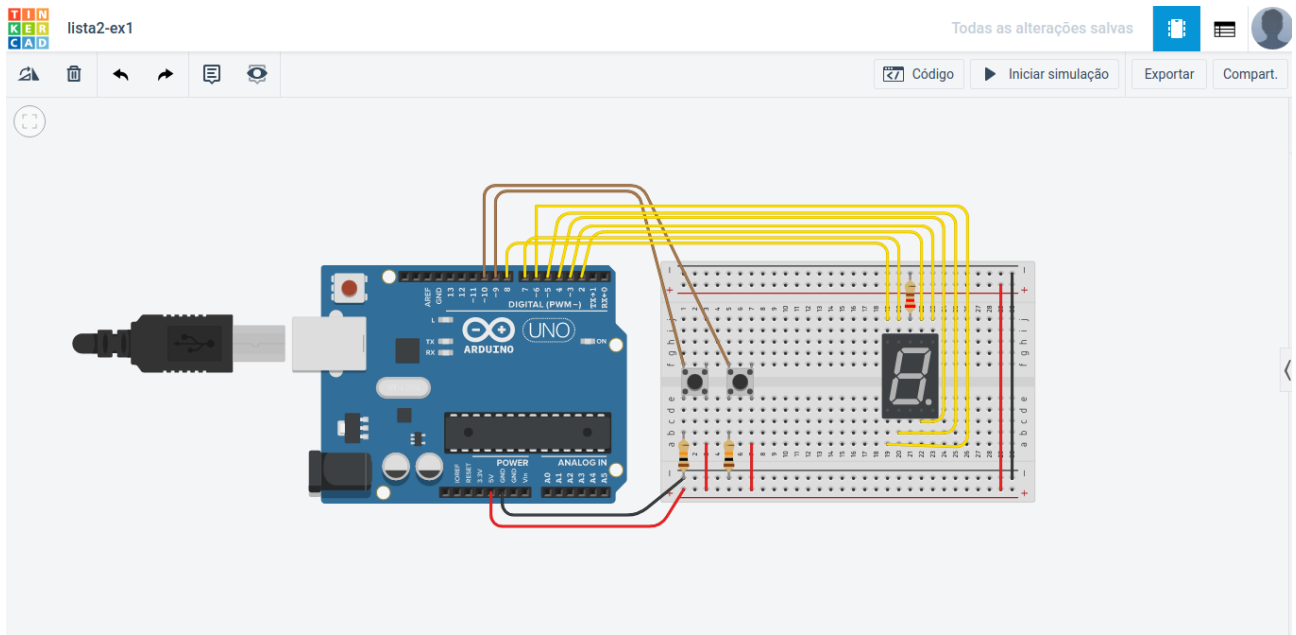 TIN
KER
CAD
lista2-ex1
Todas as alterações salvas
Código
Iniciar simulação
Exportar
Compart.
AREF
GND
13
12
~11
~10
~9
8
7
~6
~5
4
~3
2
TX→1
RX←0
DIGITAL (PWM~)
L
TX
RX
ARDUINO
UNO
ON
POWER
ANALOG IN
IOREF
RESET
3.3V
5V
GND
GND
Vin
A0
A1
A2
A3
A4
A5